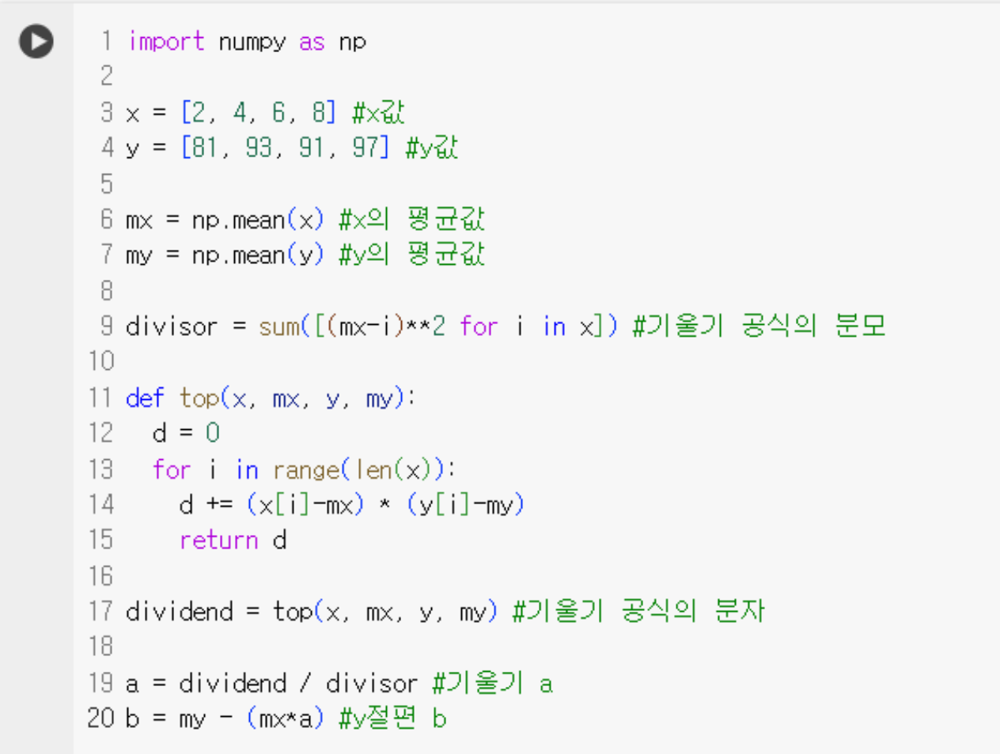 1 import numpy as np
2
3 x = [2, 4, 6, 8] #x값
4 y = [81, 93, 91, 97] #y값
5
6 mx = np.mean(x) #x의 평균값
7 my = np.mean(y) #y의 평균값
8
9 divisor = sum([(mx-i)**2 for i in x]) #기울기 공식의 분모
10
11 def top(x, mx, y, my):
12   d = 0
13   for i in range(len(x)):
14     d += (x[i]-mx) * (y[i]-my)
15     return d
16
17 dividend = top(x, mx, y, my) #기울기 공식의 분자
18
19 a = dividend / divisor #기울기 a
20 b = my - (mx*a) #y절편 b